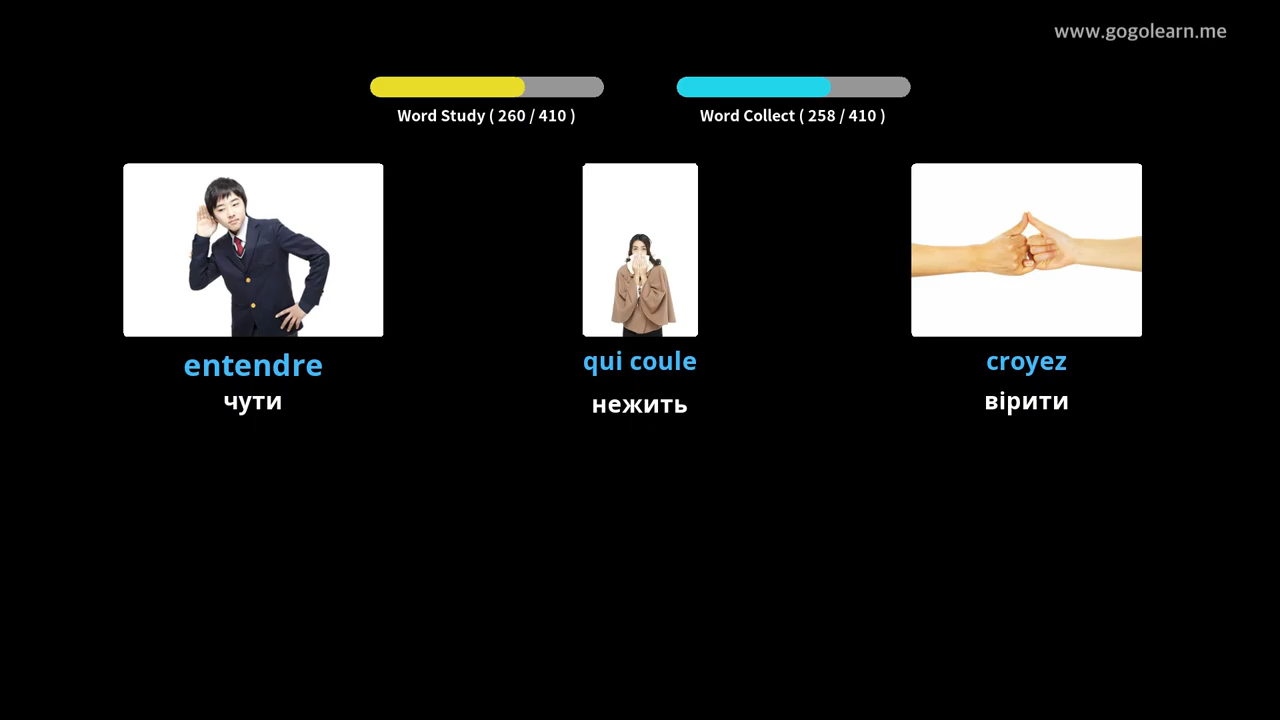 www.gogolearn.me
Word Study ( 260 / 410 )
Word Collect ( 258 / 410 )
entendre
qui coule
croyez
чути
нежить
вірити